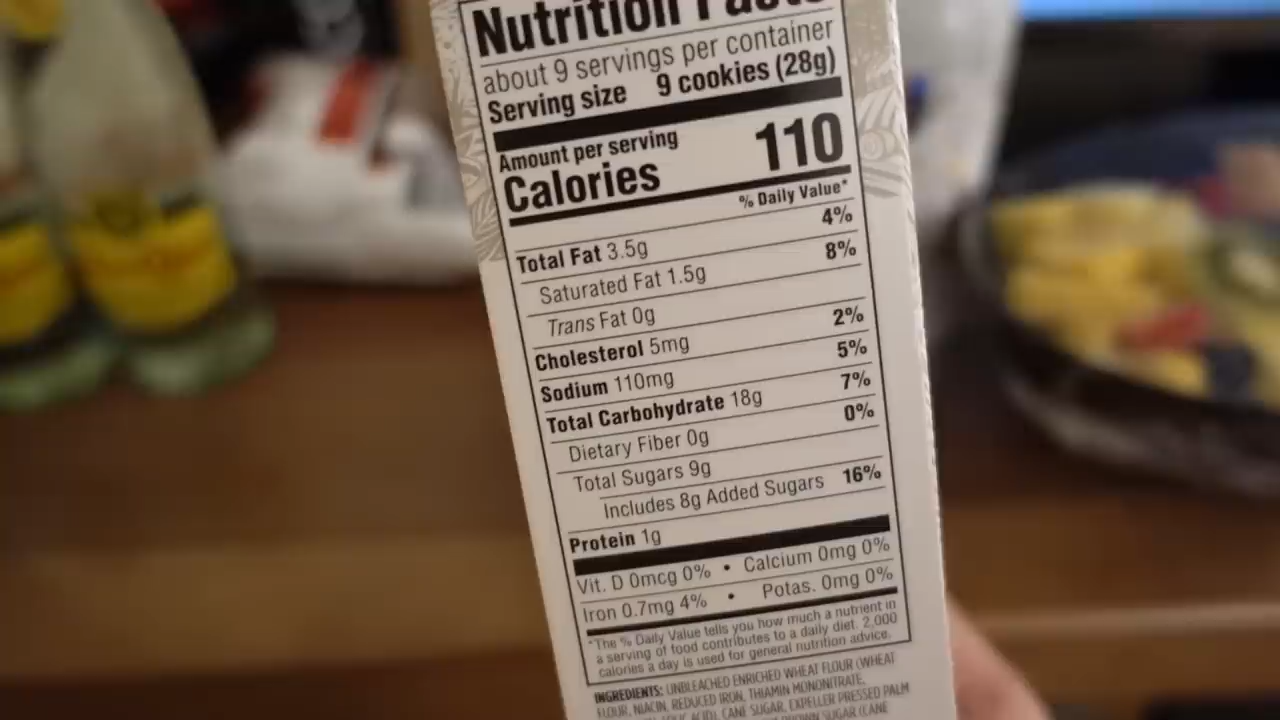 Nutrition Facts
about 9 servings per container
Serving size 9 cookies (28g)
Amount per serving
Calories 110
% Daily Value*
Total Fat 3.5g 4%
Saturated Fat 1.5g 8%
Trans Fat 0g
Cholesterol 5mg 2%
Sodium 110mg 5%
Total Carbohydrate 18g 7%
Dietary Fiber 0g 0%
Total Sugars 9g
Includes 8g Added Sugars 16%
Protein 1g
Vit. D 0mcg 0% • Calcium 0mg 0%
Iron 0.7mg 4% • Potas. 0mg 0%
*The % Daily Value tells you how much a nutrient in
a serving of food contributes to a daily diet. 2,000
calories a day is used for general nutrition advice.
INGREDIENTS: UNBLEACHED ENRICHED WHEAT FLOUR (WHEAT
FLOUR, NIACIN, REDUCED IRON, THIAMIN MONONITRATE,
ACID), CANE SUGAR, EXPELLER PRESSED PALM
BROWN SUGAR (CANE